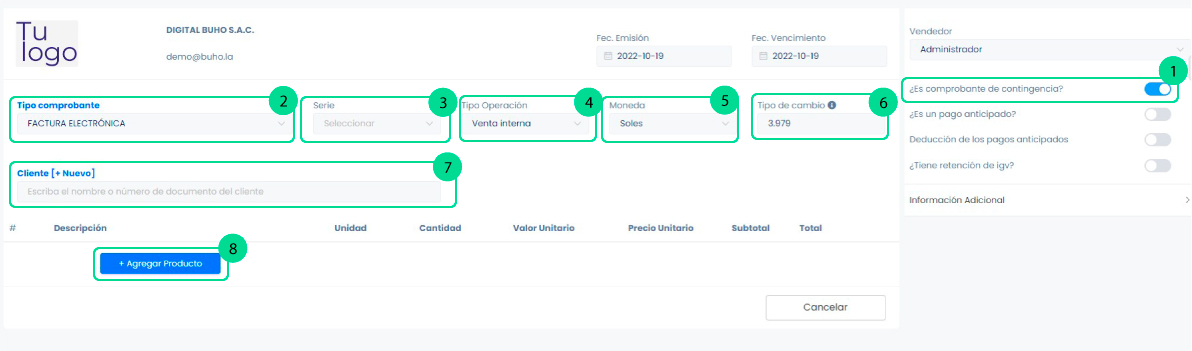 Tu
logo
DIGITAL BUHO S.A.C.
demo@buho.la
Fec. Emisión
2022-10-19
Fec. Vencimiento
2022-10-19
Vendedor
Administrador
1
¿Es comprobante de contingencia?
¿Es un pago anticipado?
Deducción de los pagos anticipados
¿Tiene retención de igv?
Información Adicional
2
Tipo comprobante
FACTURA ELECTRÓNICA
3
Serie
Seleccionar
4
Tipo Operación
Venta interna
5
Moneda
Soles
6
Tipo de cambio
3.979
7
Cliente [+ Nuevo]
Escriba el nombre o número de documento del cliente
# Descripción Unidad Cantidad Valor Unitario Precio Unitario Subtotal Total
8
+ Agregar Producto
Cancelar